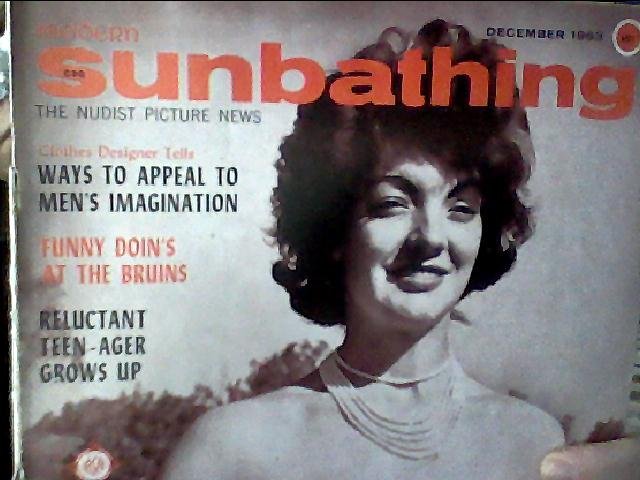 modern
DECEMBER 1963
sunbathing
THE NUDIST PICTURE NEWS
Clothes Designer Tells
WAYS TO APPEAL TO
MEN'S IMAGINATION
FUNNY DOIN'S
AT THE BRUINS
RELUCTANT
TEEN-AGER
GROWS UP